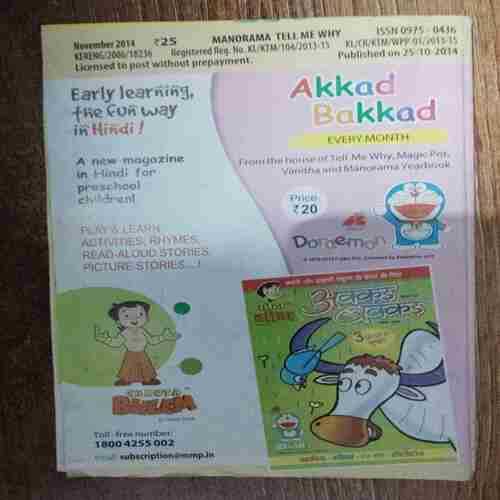 November 2014 ₹25 MANORAMA TELL ME WHY ISSN 0975 - 0436
KERENG/2006/18236 Registered Reg. No. KL/KTM/104/2013-15 KL/CR/KTM/WPP-01/2013-15
Licensed to post without prepayment. Published on 25-10-2014
Early learning,
the fun way
in Hindi!
A new magazine
in Hindi for
preschool
children!
PLAY & LEARN
ACTIVITIES, RHYMES,
READ-ALOUD STORIES,
PICTURE STORIES...!
CHHOTA
BHEEM
Toll-free number:
1 800 4255 002
email: subscription@mmp.in
Akkad
Bakkad
EVERY MONTH
From the house of Tell Me Why, Magic Pot,
Vanitha and Manorama Yearbook
Price
₹20
Doraemon
अक्कड़
बक्कड़